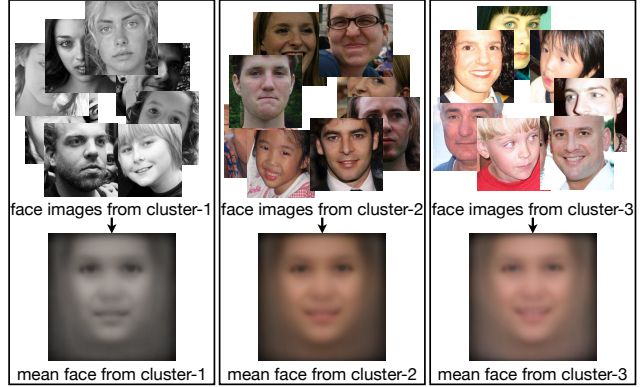 face images from cluster-1
face images from cluster-2
face images from cluster-3
mean face from cluster-1
mean face from cluster-2
mean face from cluster-3